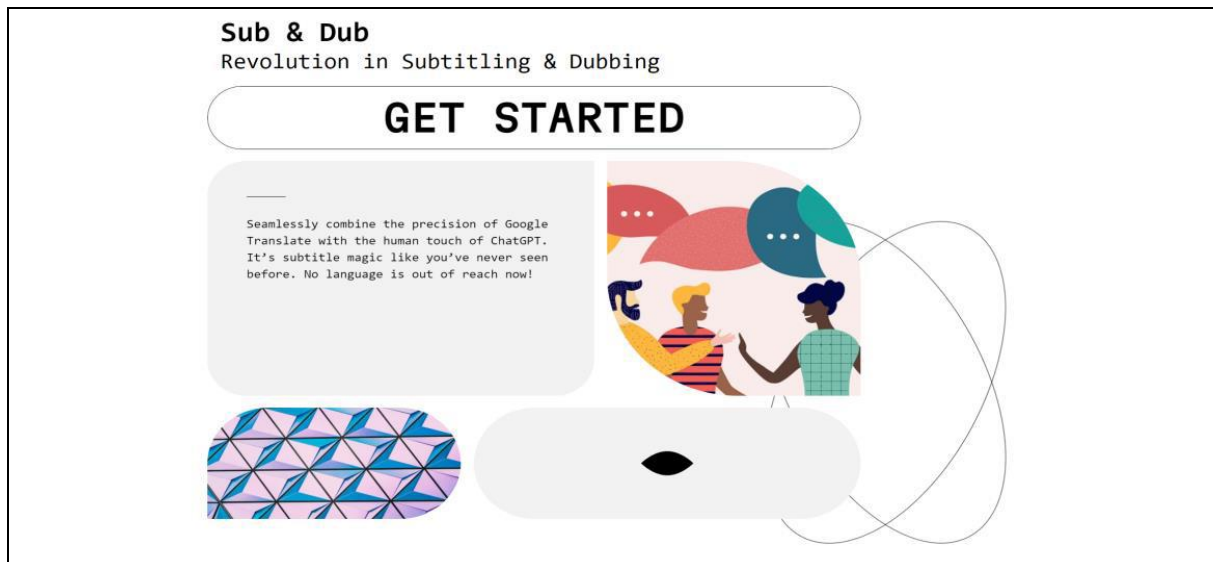 Sub & Dub
Revolution in Subtitling & Dubbing
GET STARTED
Seamlessly combine the precision of Google
Translate with the human touch of ChatGPT.
It’s subtitle magic like you’ve never seen
before. No language is out of reach now!